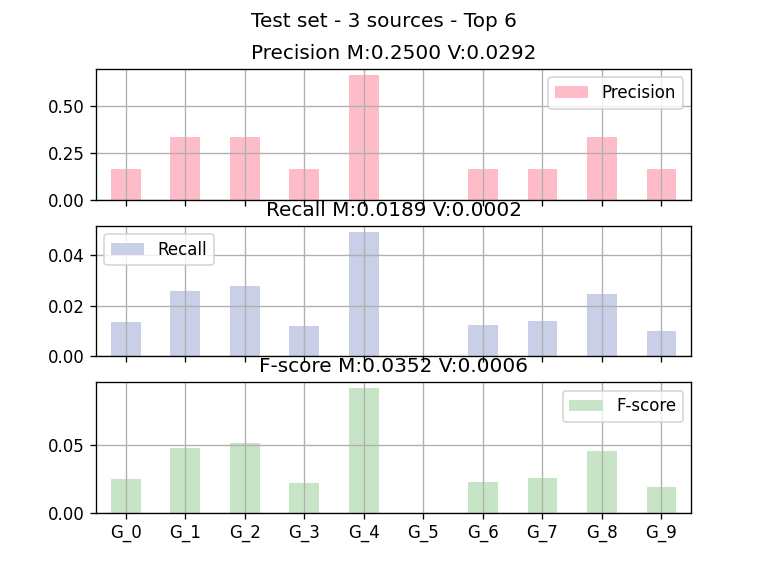 Test set - 3 sources - Top 6
Precision M:0.2500 V:0.0292
0.50
0.25
0.00
Precision
Recall M:0.0189 V:0.0002
0.04
0.02
0.00
Recall
F-score M:0.0352 V:0.0006
0.05
0.00
F-score
G_0 G_1 G_2 G_3 G_4 G_5 G_6 G_7 G_8 G_9